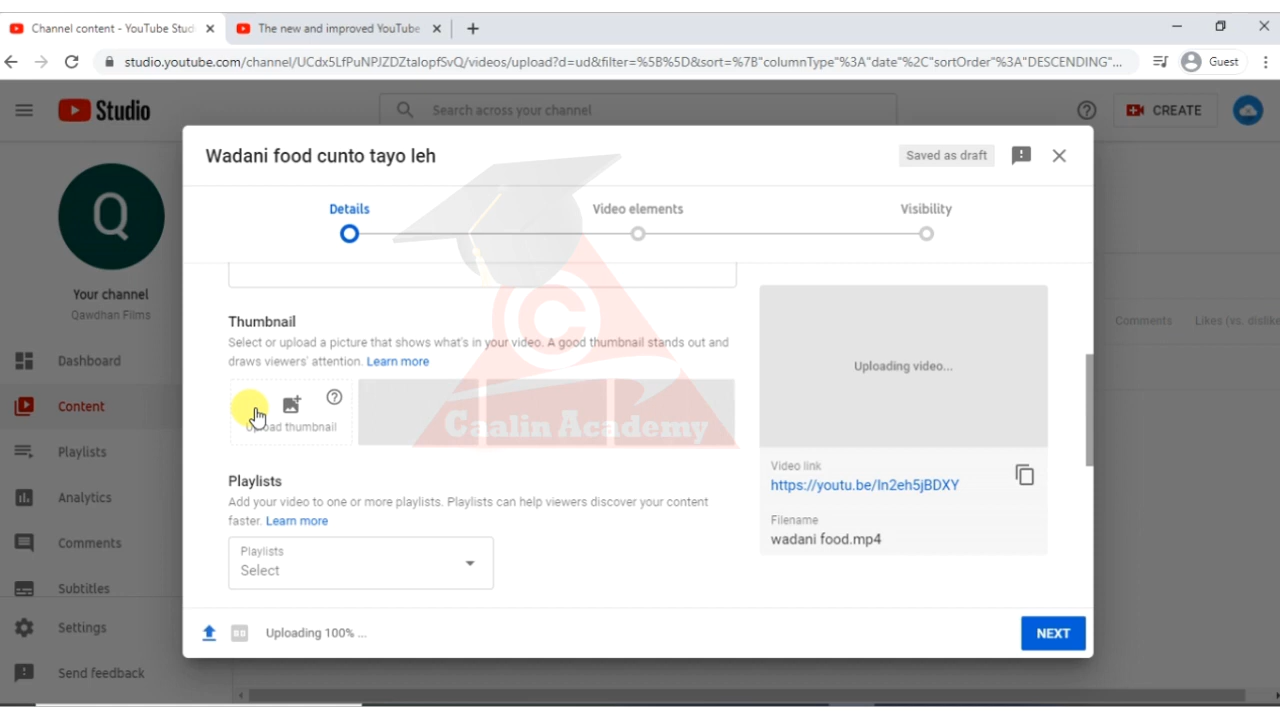 Channel content - YouTube Stud
The new and improved YouTube
studio.youtube.com/channel/UCdx5LfPuNPJZDZtaIopfSvQ/videos/upload?d=ud&filter=%5B%5D&sort=%7B"columnType"%3A"date"%2C"sortOrder"%3A"DESCENDING"...
Guest
Studio
Search across your channel
CREATE
Wadani food cunto tayo leh
Saved as draft
Details
Video elements
Visibility
Q
Your channel
Qawdhan Films
Dashboard
Content
Playlists
Analytics
Comments
Subtitles
Settings
Send feedback
Thumbnail
Select or upload a picture that shows what's in your video. A good thumbnail stands out and
draws viewers' attention. Learn more
Upload thumbnail
Caalin Academy
Playlists
Add your video to one or more playlists. Playlists can help viewers discover your content
faster. Learn more
Playlists
Select
Uploading video...
Video link
https://youtu.be/In2eh5jBDXY
Filename
wadani food.mp4
Comments
Likes (vs. dislike
Uploading 100% ...
NEXT